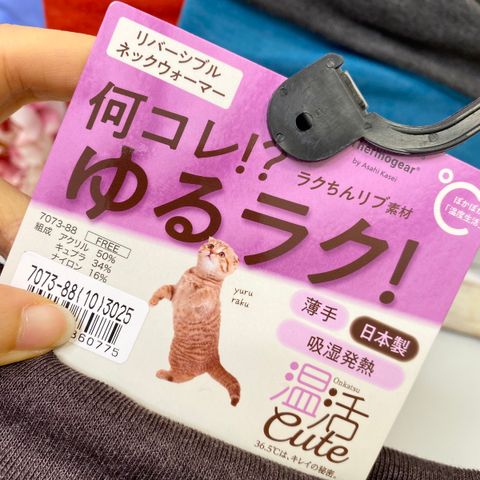 リバーシブル
ネックウォーマー
何コレ!?
ゆるラク!
Thermogear®
by Asahi Kasei
ラクちんリブ素材
ぽかぽか
「温度生活
7073-88 FREE
組成 アクリル 50%
キュプラ 34%
ナイロン 16%
7073-88(10)3025
860775
yuru
raku
薄手
日本製
吸湿発熱
Onkatsu
温活
Cute
36.5℃は、キレイの秘密。